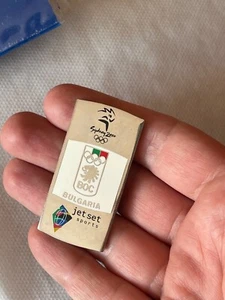 Sydney 2000
BOC
BULGARIA
jet set
sports